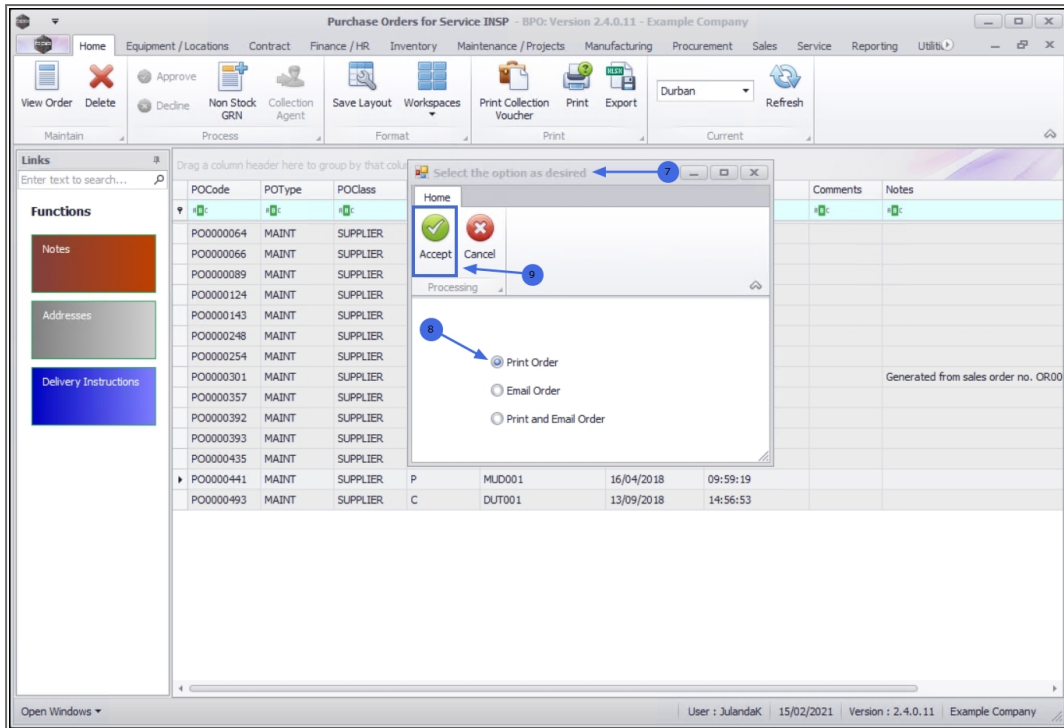 Purchase Orders for Service INSP - BPO: Version 2.4.0.11 - Example Company
Home Equipment / Locations Contract Finance / HR Inventory Maintenance / Projects Manufacturing Procurement Sales Service Reporting
View Order Delete Approve Decline Non Stock GRN Collection Agent Save Layout Workspaces Print Collection Voucher Print Export Durban Refresh
Maintain Process Format Print Current
Links
Enter text to search...
Functions
Notes
Addresses
Delivery Instructions
Drag a column header here to group by that
POCode POType POClass Comments Notes
PO0000064 MAINT SUPPLIER
PO0000066 MAINT SUPPLIER
PO0000089 MAINT SUPPLIER
PO0000124 MAINT SUPPLIER
PO0000143 MAINT SUPPLIER
PO0000248 MAINT SUPPLIER
PO0000254 MAINT SUPPLIER
PO0000301 MAINT SUPPLIER Generated from sales order no. OR00
PO0000357 MAINT SUPPLIER
PO0000392 MAINT SUPPLIER
PO0000393 MAINT SUPPLIER
PO0000435 MAINT SUPPLIER
PO0000441 MAINT SUPPLIER P MUD001 16/04/2018 09:59:19
PO0000493 MAINT SUPPLIER C DUT001 13/09/2018 14:56:53
Select the option as desired 7
Home
Accept Cancel
9
Processing
8
Print Order
Email Order
Print and Email Order
Open Windows User : JulandaK 15/02/2021 Version : 2.4.0.11 Example Company